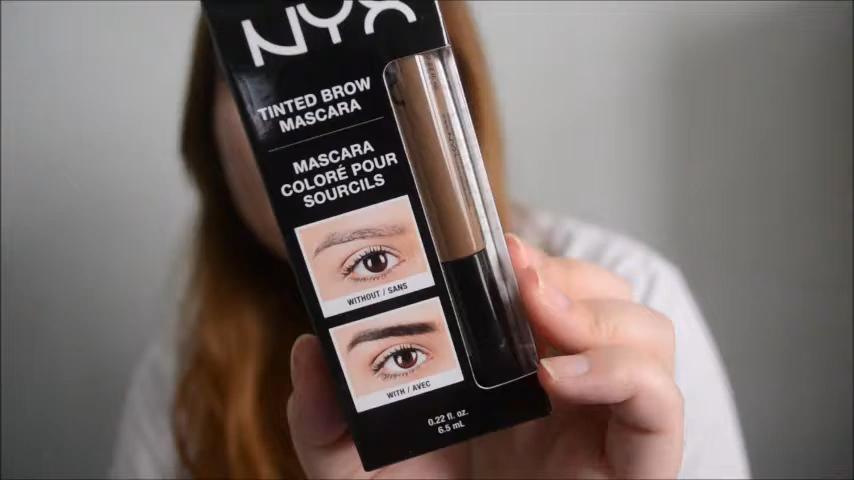 NYX
TINTED BROW
MASCARA
MASCARA
COLORÉ POUR
SOURCILS
WITHOUT / SANS
WITH / AVEC
0.22 fl. oz.
6.5 mL